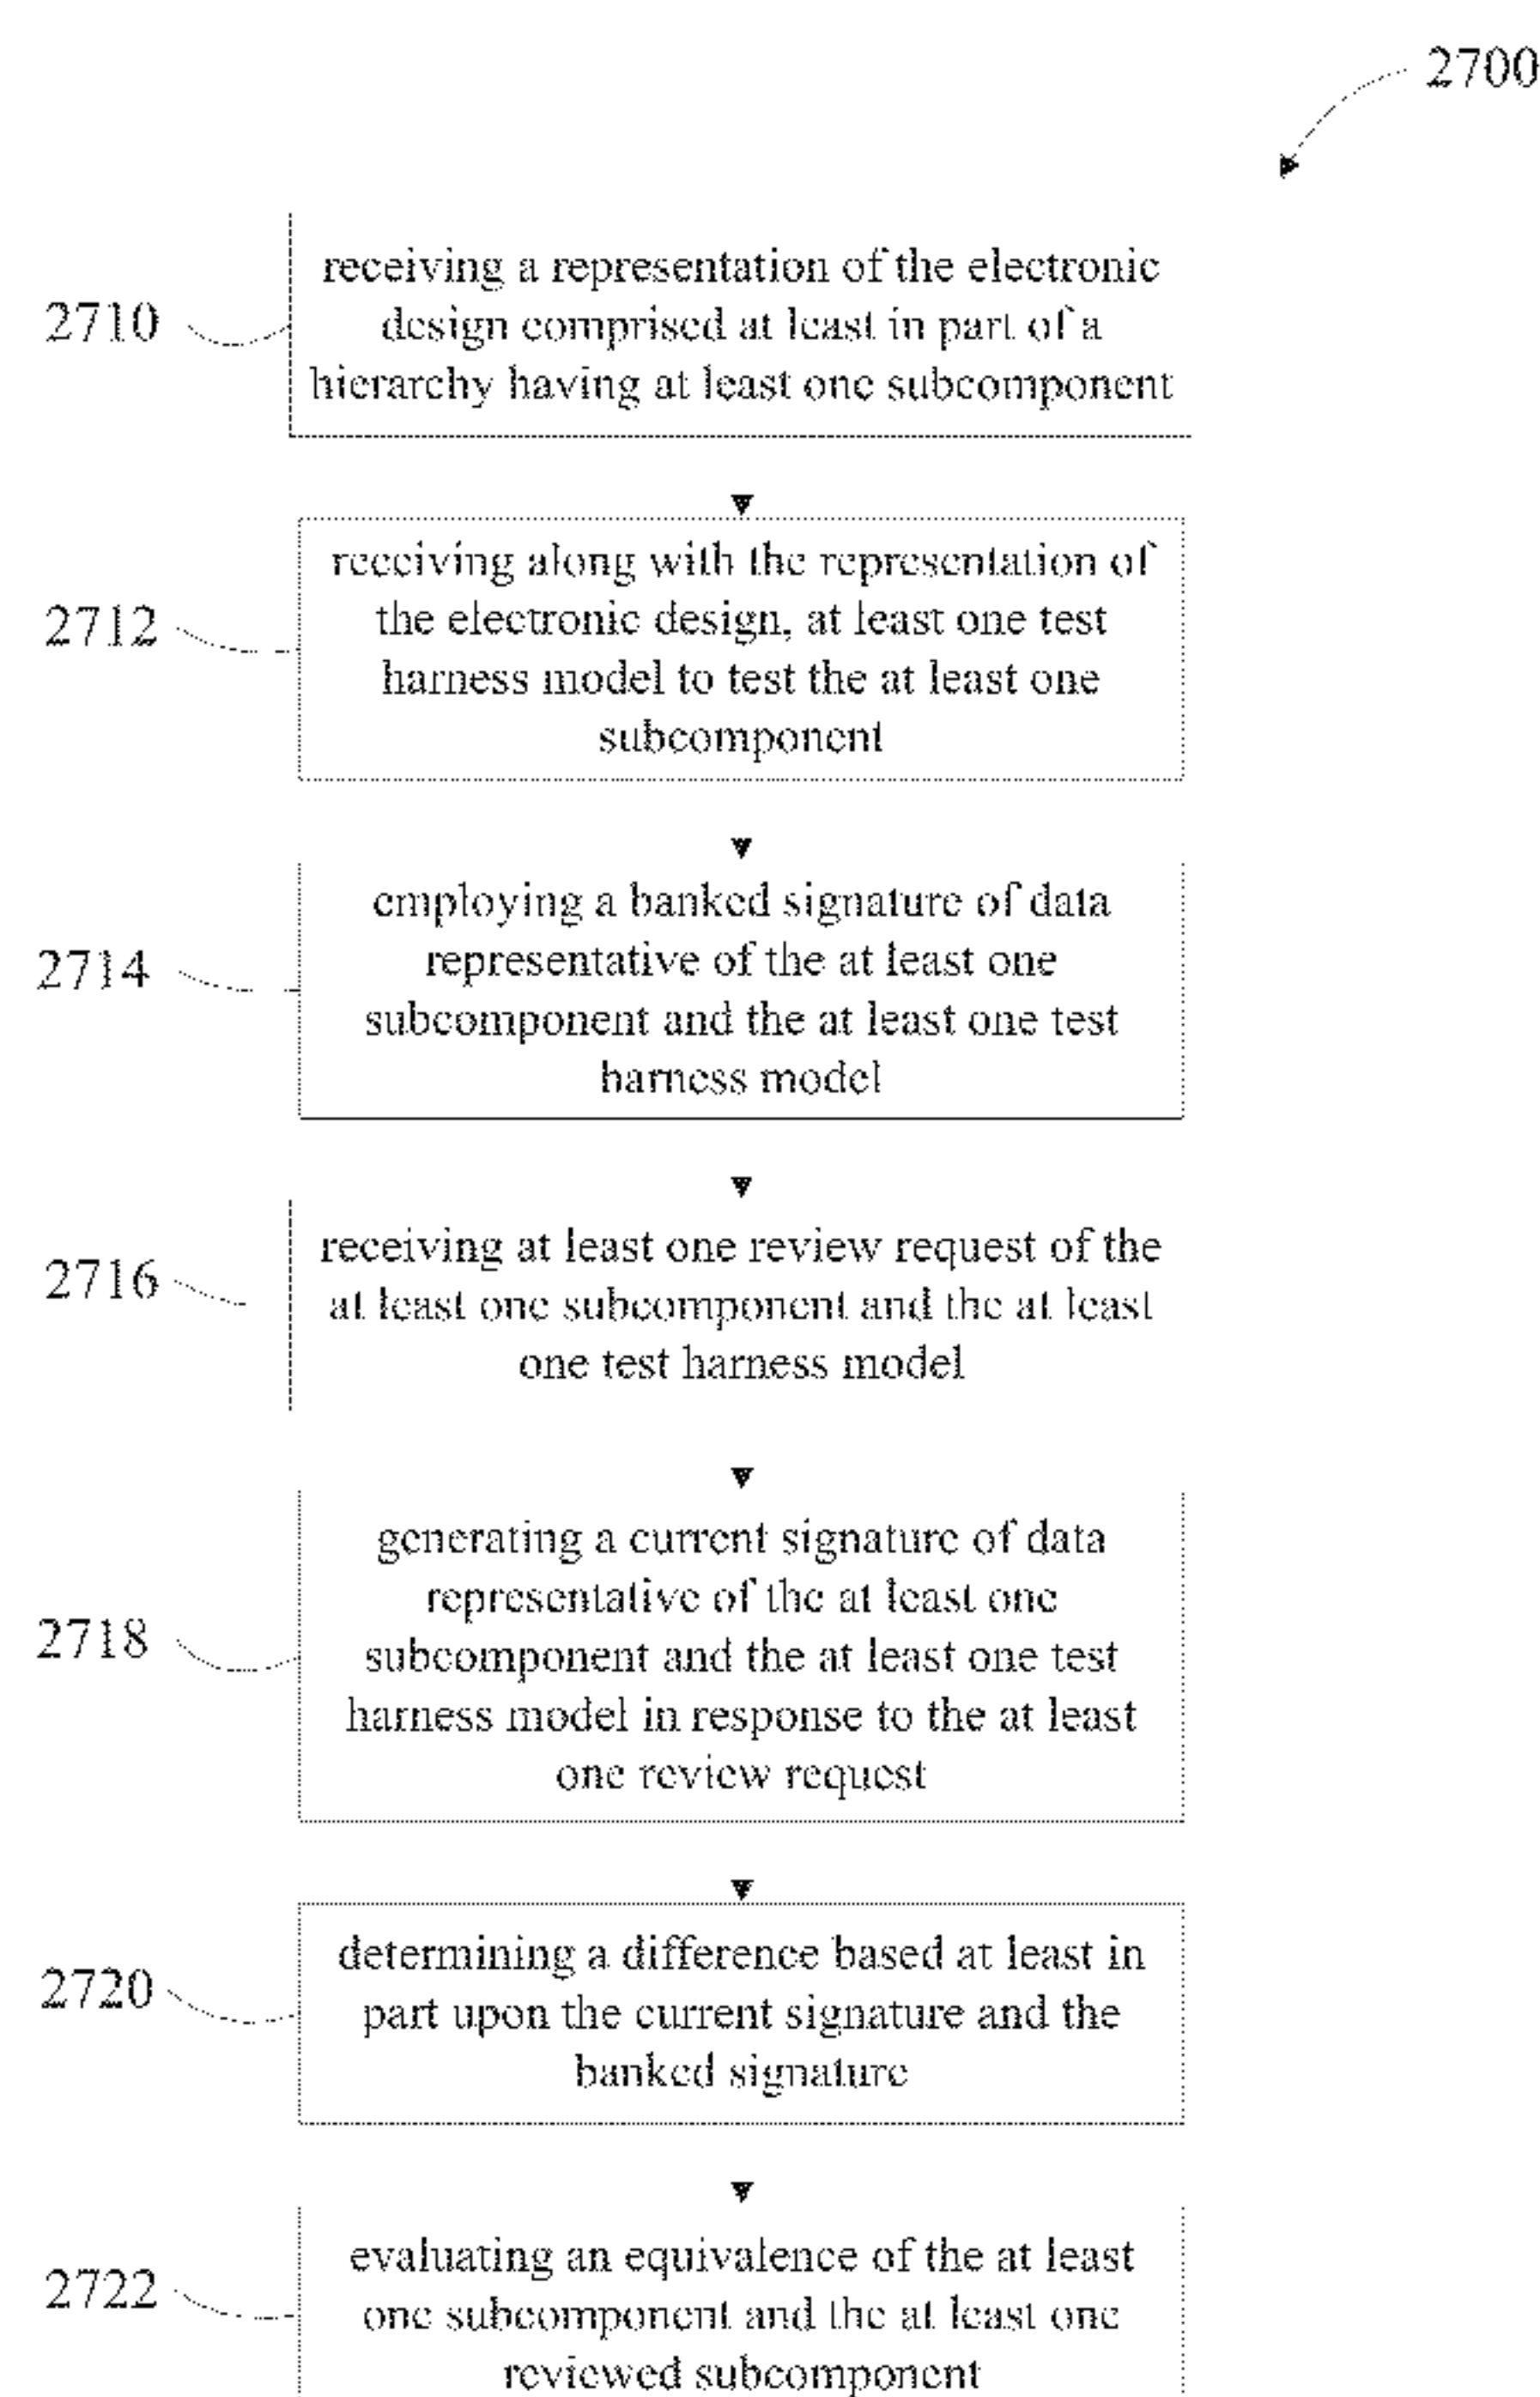 2700
receiving a representation of the electronic
2710
design comprised at least in part of a
hierarchy having at least one subcomponent
receiving along with the representation of
2712
the electronic design, at least one test
harness model to test the at least one
subcomponent
employing a banked signature of data
2714
representative of the at least one
subcomponent and the at least one test
harness model
receiving at least one review request of the
2716
at least one subcomponent and the at least
one test harness model
generating a current signature of data
representative of the at least one
2718
subcomponent and the at least one test
harness model in response to the at least
one review request
determining a difference based at least in
2720
part upon the current signature and the
banked signature
evaluating an equivalence of the at least
2722
one subcomponent and the at least one
reviewed subcomponent